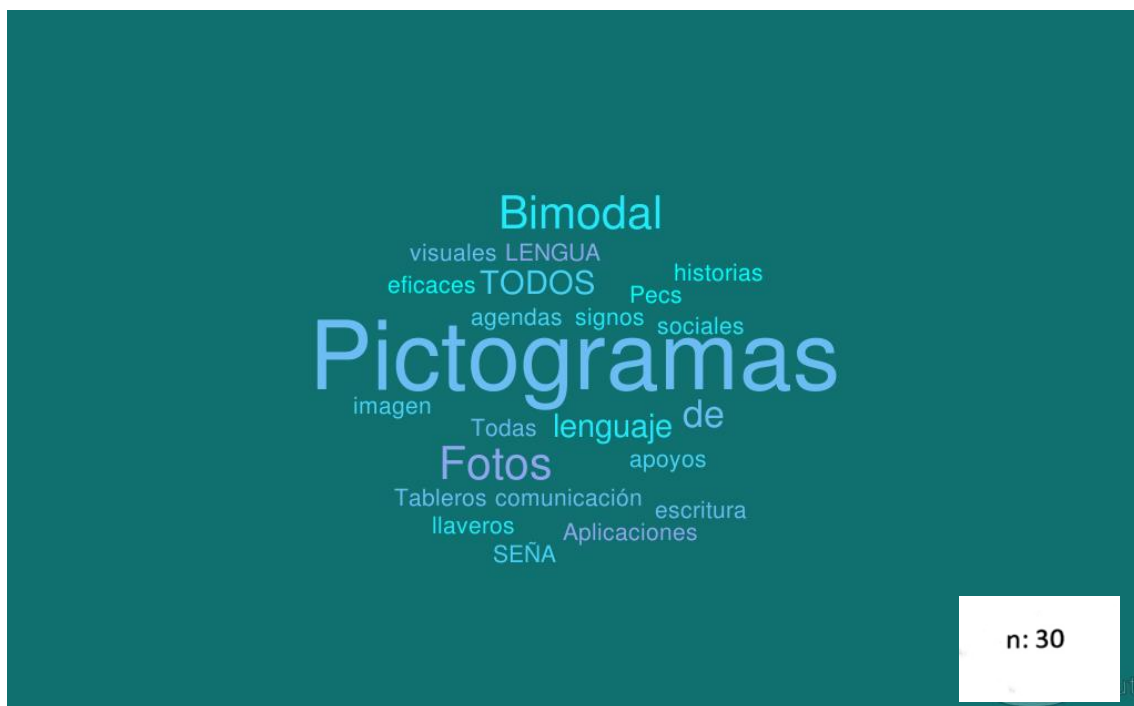 Bimodal
visuales LENGUA
historias
eficaces TODOS
Pecs
agendas signos sociales
Pictogramas
imagen
Todas lenguaje de
Fotos apoyos
Tableros comunicación
escritura
llaveros Aplicaciones
SEÑA
n: 30